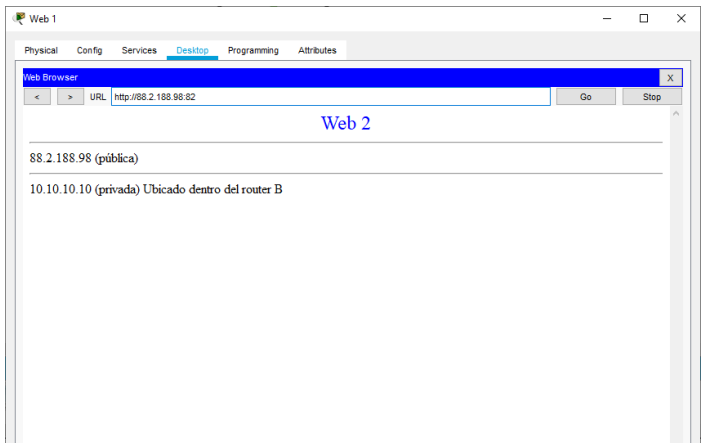 Web 1
Physical Config Services Desktop Programming Attributes
Web Browser X
< > URL http://88.2.188.98:82 Go Stop
Web 2
88.2.188.98 (pública)
10.10.10.10 (privada) Ubicado dentro del router B